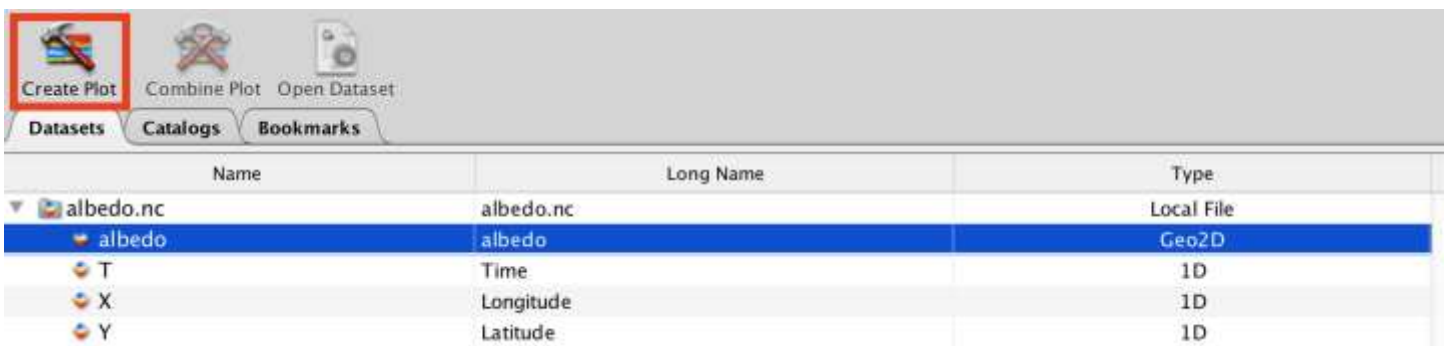 Create Plot Combine Plot Open Dataset
Datasets Catalogs Bookmarks
Name Long Name Type
albedo.nc albedo.nc Local File
albedo albedo Geo2D
T Time 1D
X Longitude 1D
Y Latitude 1D